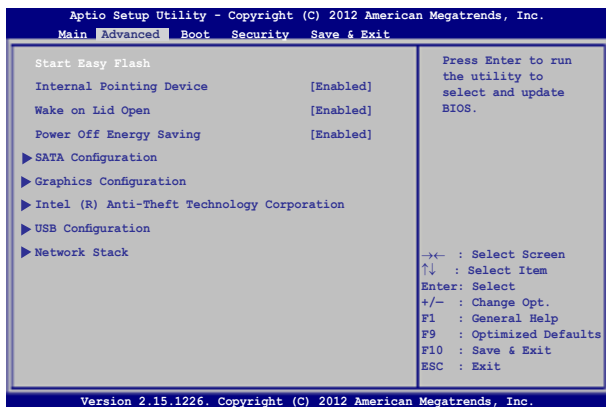 Aptio Setup Utility - Copyright (C) 2012 American Megatrends, Inc.
Main Advanced Boot Security Save & Exit
Start Easy Flash
Internal Pointing Device [Enabled]
Wake on Lid Open [Enabled]
Power Off Energy Saving [Enabled]
SATA Configuration
Graphics Configuration
Intel (R) Anti-Theft Technology Corporation
USB Configuration
Network Stack
Press Enter to run
the utility to
select and update
BIOS.
→← : Select Screen
↑↓ : Select Item
Enter: Select
+/— : Change Opt.
F1 : General Help
F9 : Optimized Defaults
F10 : Save & Exit
ESC : Exit
Version 2.15.1226. Copyright (C) 2012 American Megatrends, Inc.